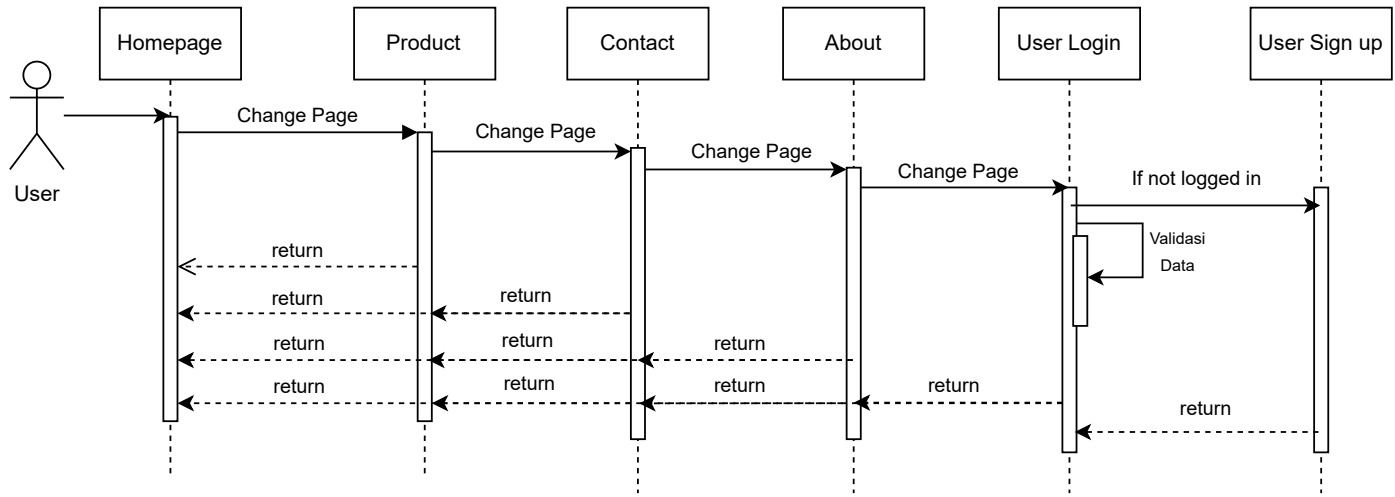 Homepage
Product
Contact
About
User Login
User Sign up
User
Change Page
Change Page
Change Page
Change Page
If not logged in
Validasi
Data
return
return
return
return
return
return
return
return
return
return
return